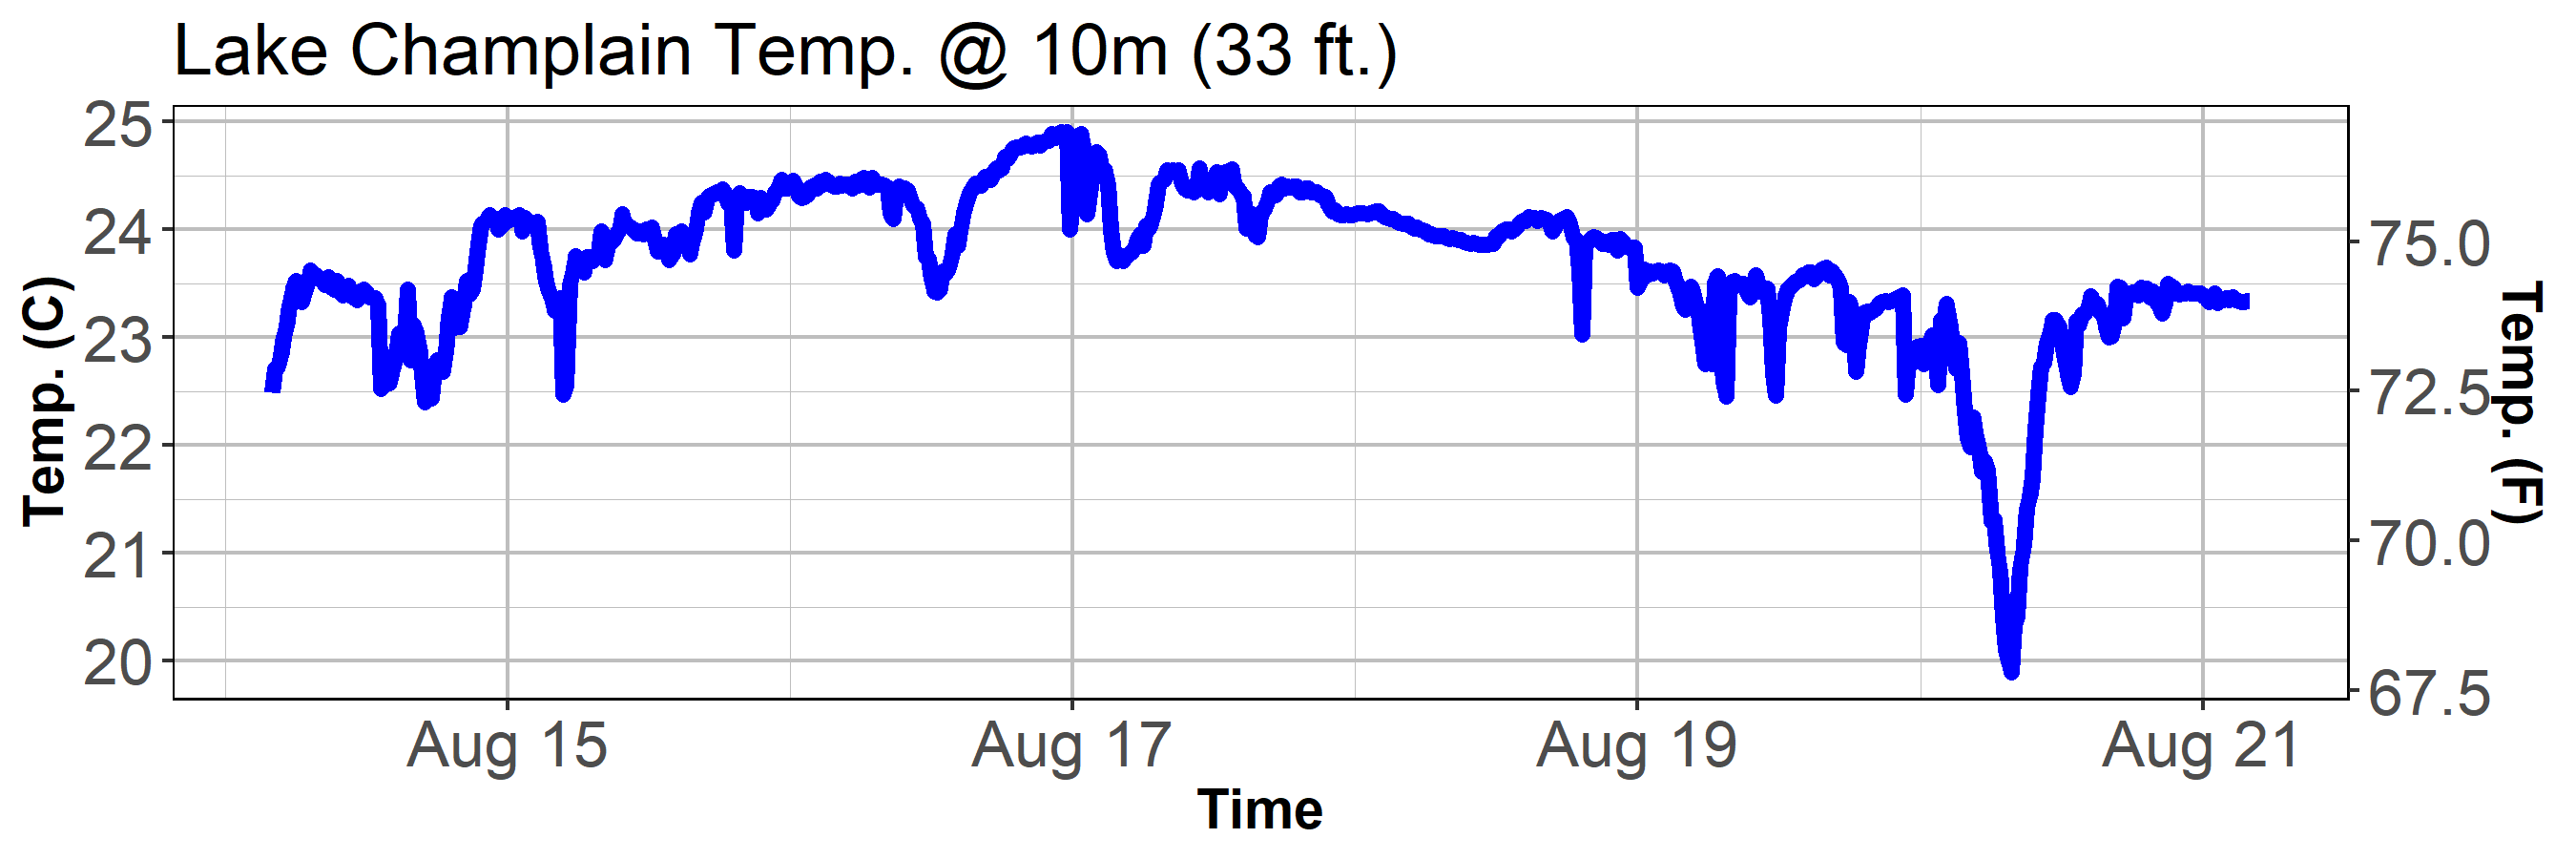 Lake Champlain Temp. @ 10m (33 ft.)
25
24
23
22
21
20
Temp. (C)
75.0
72.5
70.0
67.5
Temp. (F)
Aug 15
Aug 17
Aug 19
Aug 21
Time